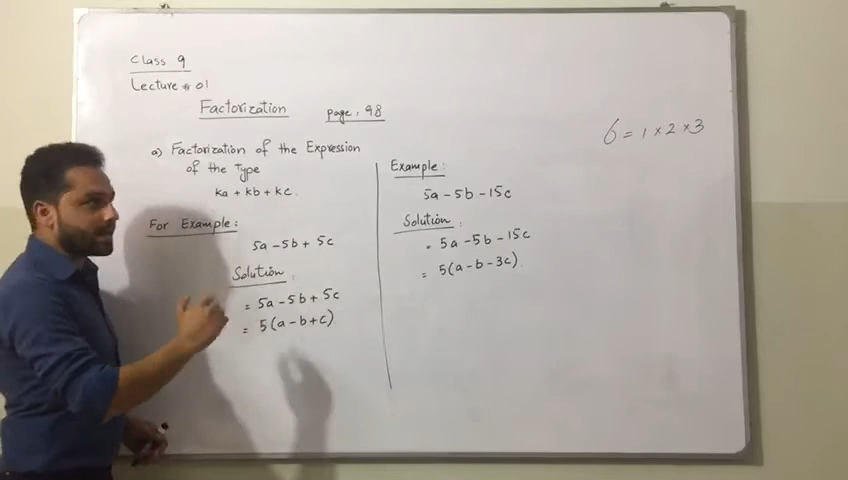 Class 9
Lecture # 01
Factorization page. 98
a) Factorization of the Expression
of the Type
ka + kb + kc.
For Example:
5a - 5b + 5c
Solution :
= 5a - 5b + 5c
= 5(a - b + c)
Example:
5a - 5b - 15c
Solution :
= 5a - 5b - 15c
= 5(a - b - 3c)
6 = 1 × 2 × 3